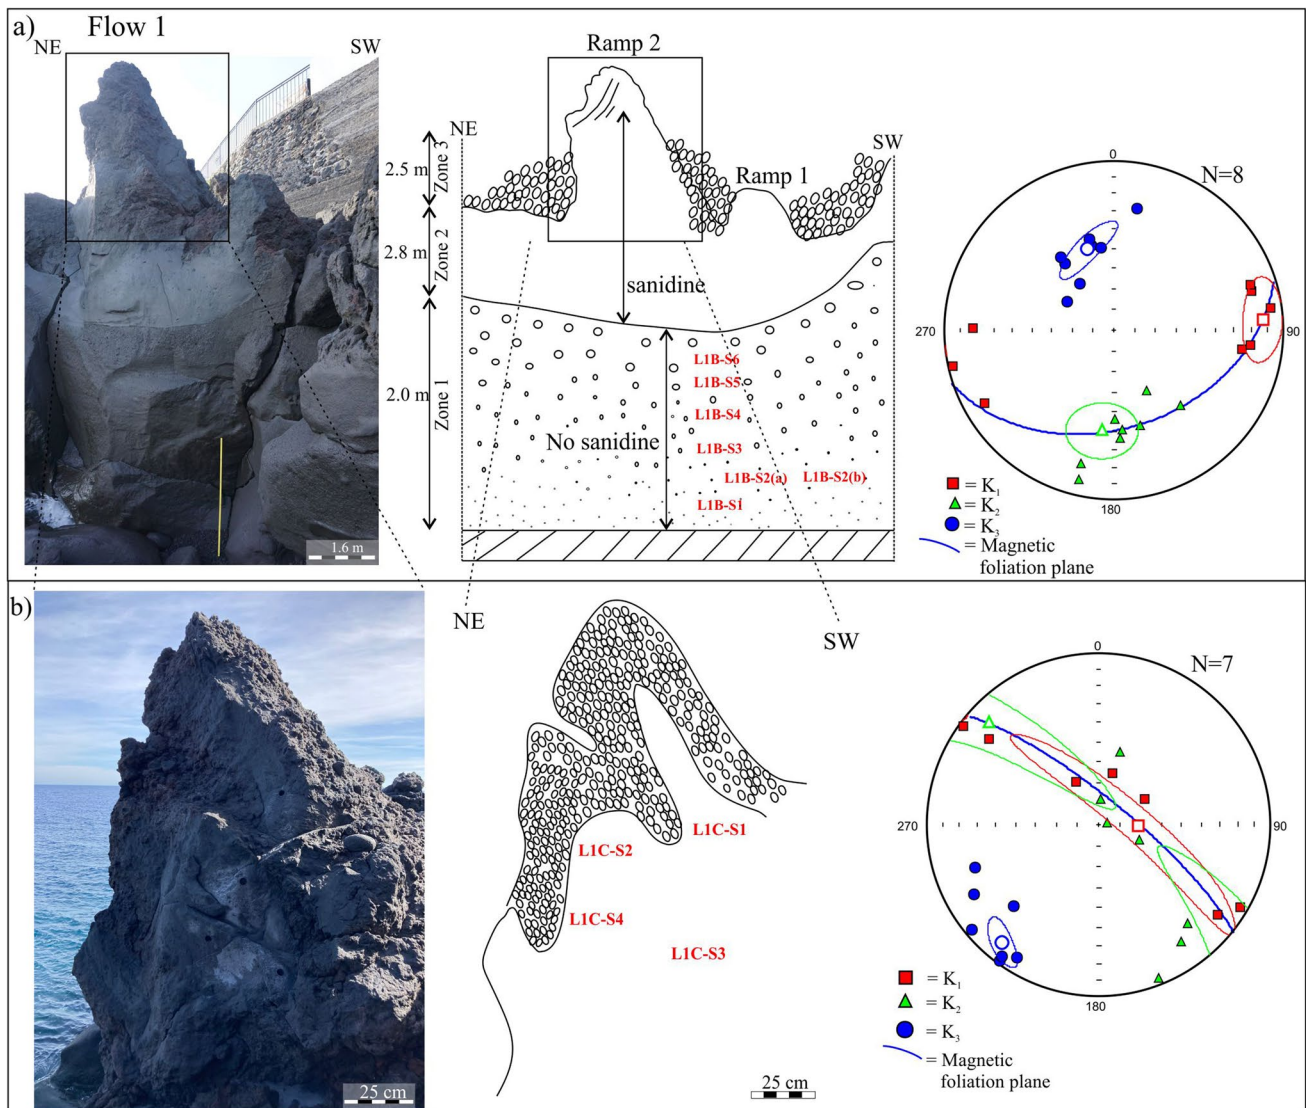 a)
Flow 1
NE
SW
1.6 m
2.5 m
Zone 3
2.8 m
Zone 2
2.0 m
Zone 1
Ramp 2
NE
SW
Ramp 1
sanidine
No sanidine
L1B-S6
L1B-S5
L1B-S4
L1B-S3
L1B-S2(a)
L1B-S2(b)
L1B-S1
N=8
0
270
90
180
= K₁
= K₂
= K₃
= Magnetic
foliation plane
b)
25 cm
NE
SW
L1C-S1
L1C-S2
L1C-S4
L1C-S3
25 cm
N=7
0
270
90
180
= K₁
= K₂
= K₃
= Magnetic
foliation plane